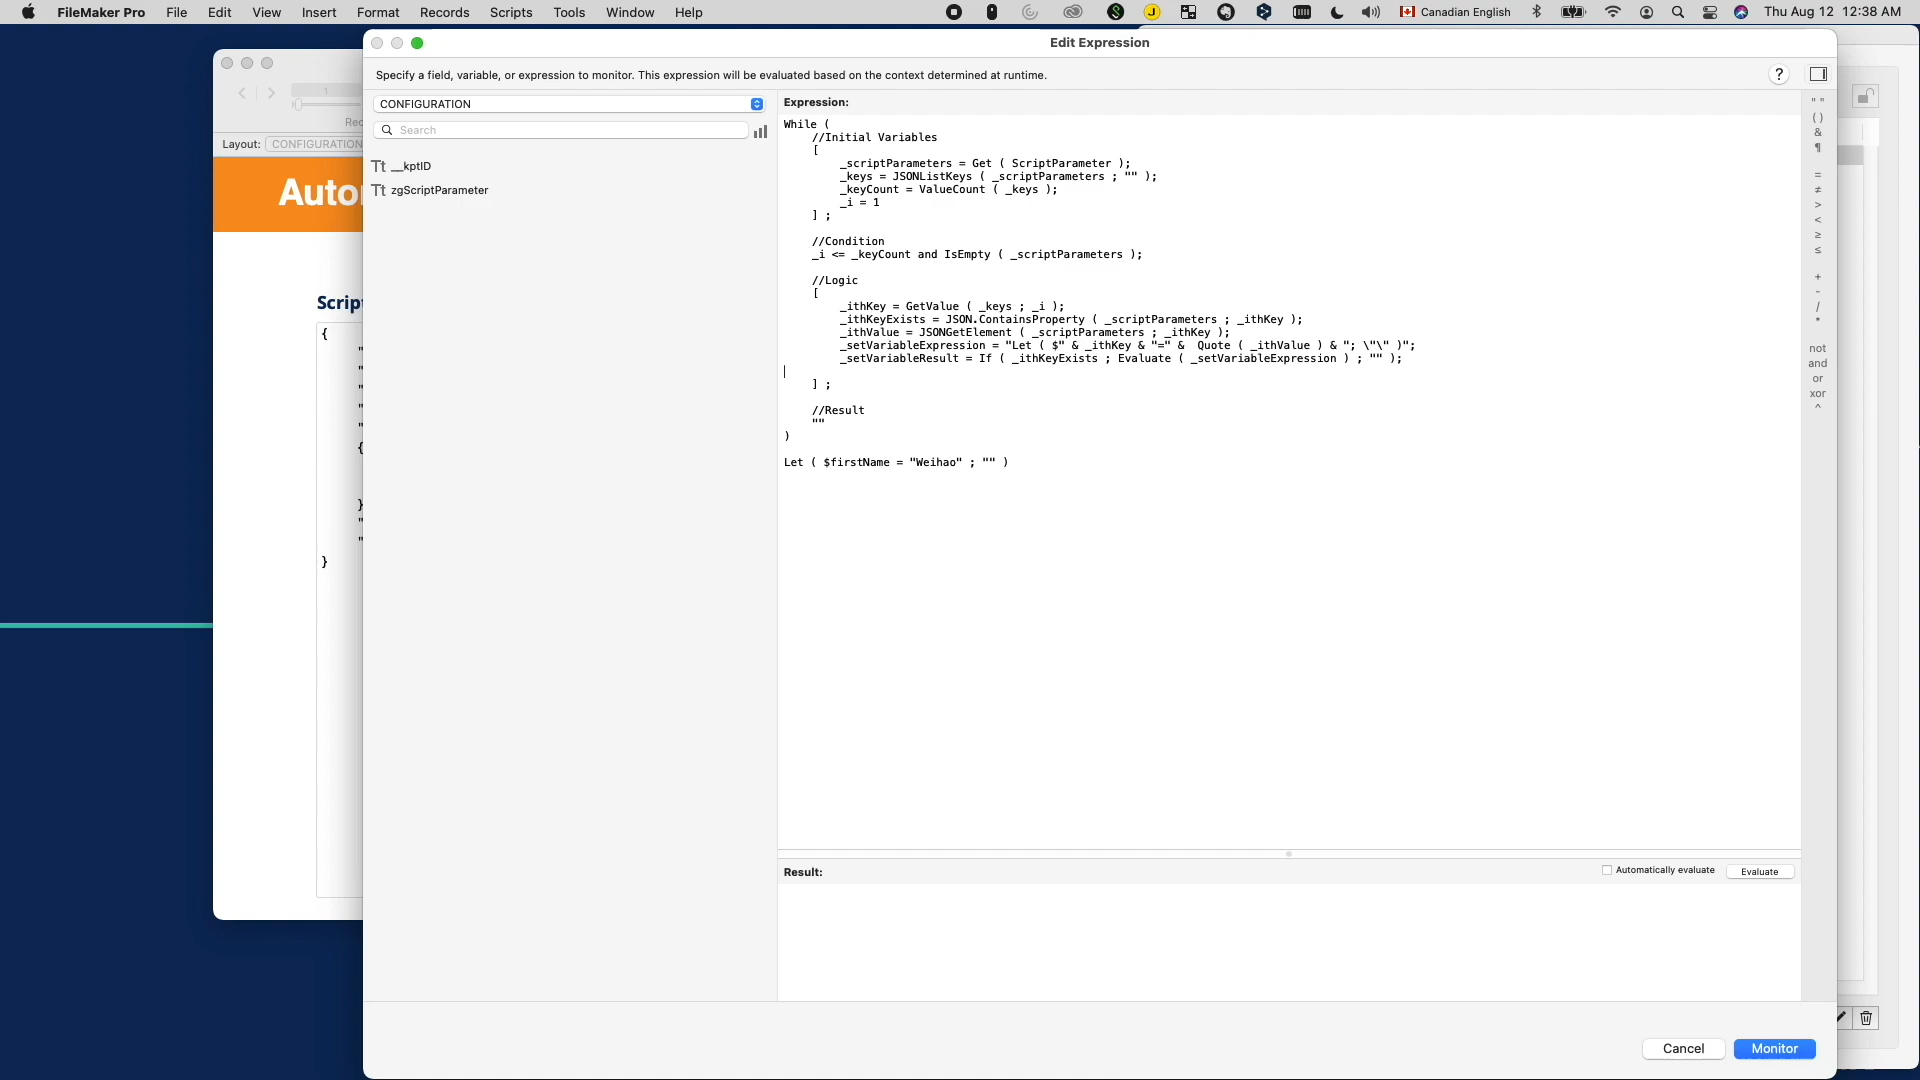 FileMaker Pro File Edit View Insert Format Records Scripts Tools Window Help Canadian English Thu Aug 12 12:38 AM
Edit Expression
Specify a field, variable, or expression to monitor. This expression will be evaluated based on the context determined at runtime. ?
CONFIGURATION
Search
__kptID
zgScriptParameter
Expression:
While (
    //Initial Variables
    [
        _scriptParameters = Get ( ScriptParameter );
        _keys = JSONListKeys ( _scriptParameters ; "" );
        _keyCount = ValueCount ( _keys );
        _i = 1
    ] ;
    //Condition
    _i <= _keyCount and IsEmpty ( _scriptParameters );
    //Logic
    [
        _ithKey = GetValue ( _keys ; _i );
        _ithKeyExists = JSON.ContainsProperty ( _scriptParameters ; _ithKey );
        _ithValue = JSONGetElement ( _scriptParameters ; _ithKey );
        _setVariableExpression = "Let ( $" & _ithKey & "=" &  Quote ( _ithValue ) & "; \"\" )";
        _setVariableResult = If ( _ithKeyExists ; Evaluate ( _setVariableExpression ) ; "" );
    ] ;
    //Result
    ""
)
Let ( $firstName = "Weihao" ; "" )
" "
( )
&
¶
=
≠
>
<
≥
≤
+
-
/
*
not
and
or
xor
^
Result:
Automatically evaluate
Evaluate
Cancel
Monitor
1
Rec
Layout: CONFIGURATION
Auto
Script
{
"
"
"
"
"
{
}
"
"
}